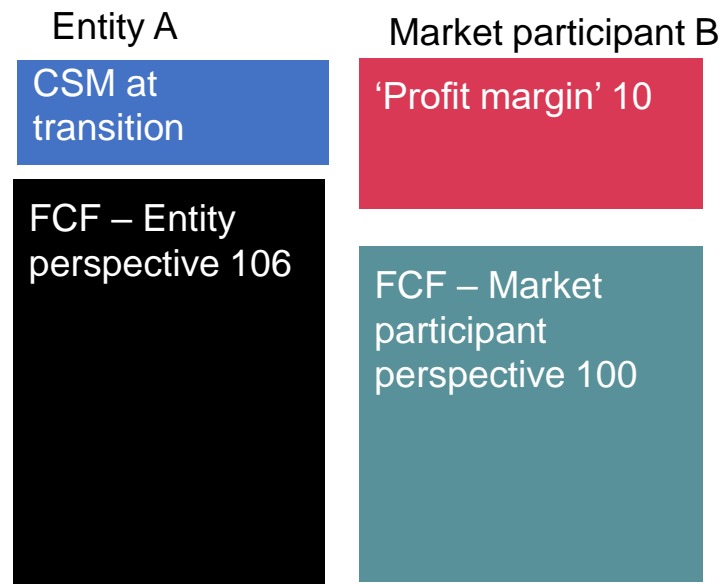 Entity A
CSM at
transition
FCF – Entity
perspective 106
Market participant B
‘Profit margin’ 10
FCF – Market
participant
perspective 100